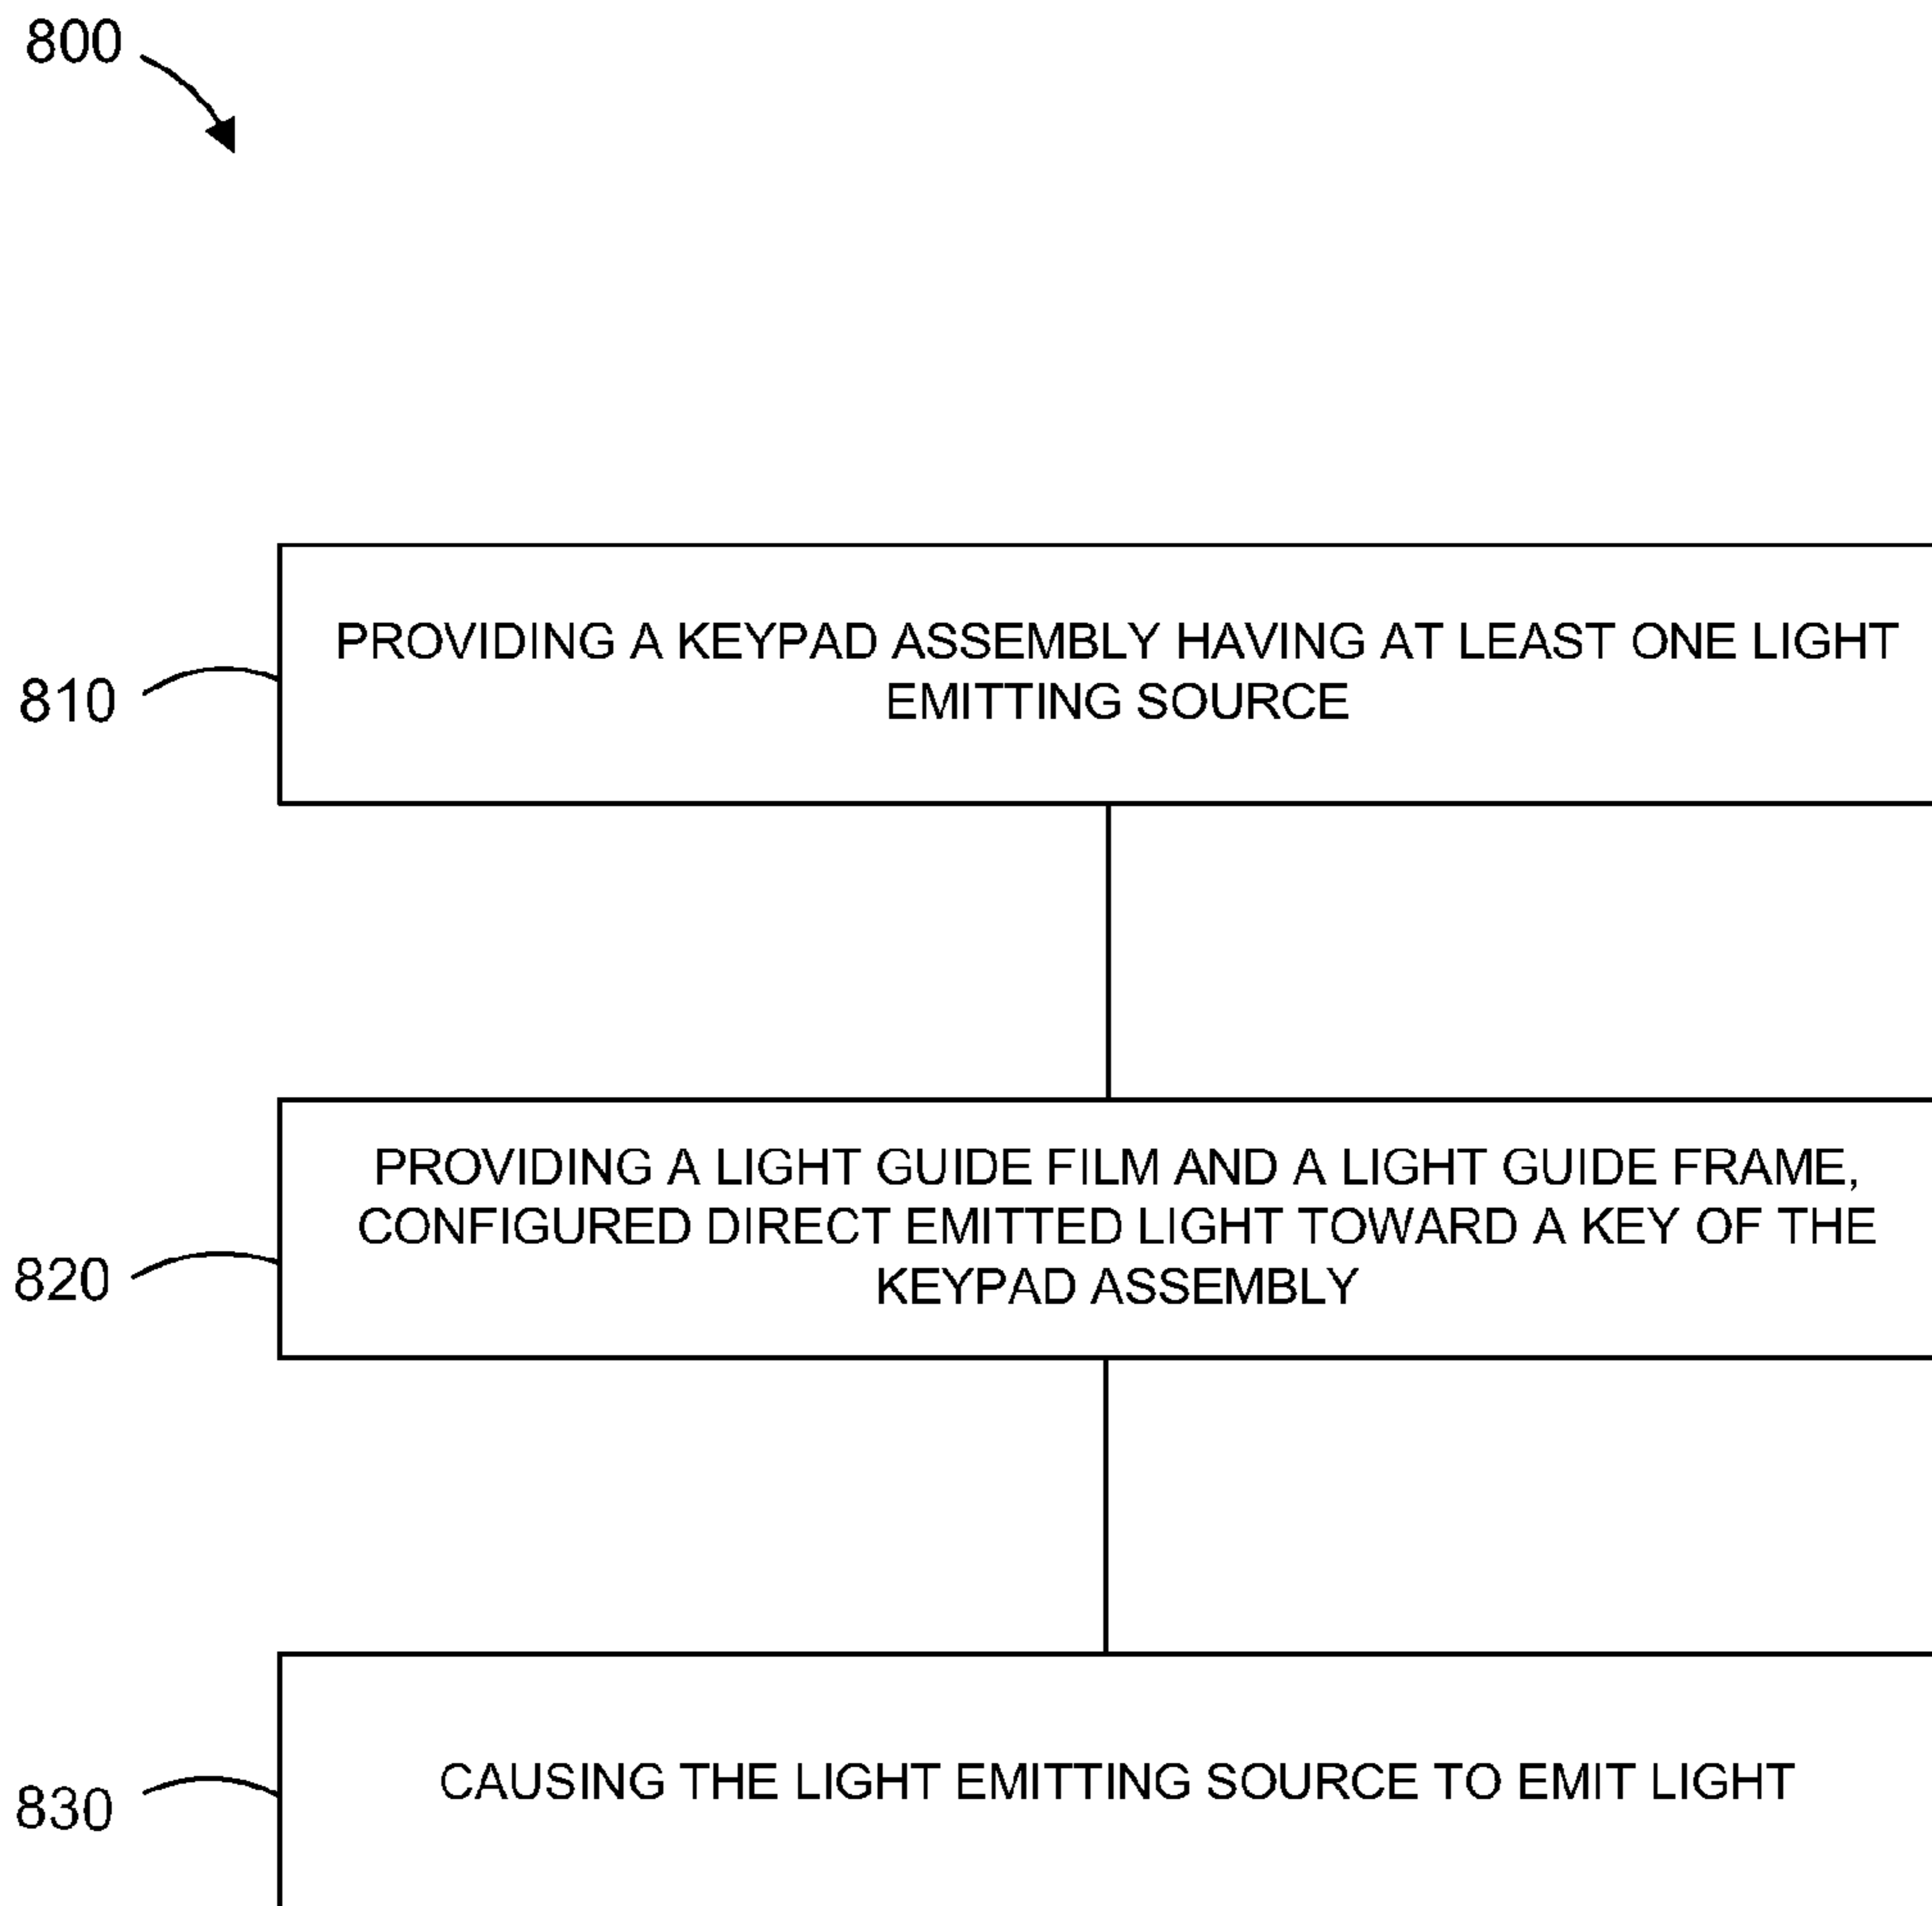 800
PROVIDING A KEYPAD ASSEMBLY HAVING AT LEAST ONE LIGHT
EMITTING SOURCE
810
PROVIDING A LIGHT GUIDE FILM AND A LIGHT GUIDE FRAME,
CONFIGURED DIRECT EMITTED LIGHT TOWARD A KEY OF THE
KEYPAD ASSEMBLY
820
CAUSING THE LIGHT EMITTING SOURCE TO EMIT LIGHT
830